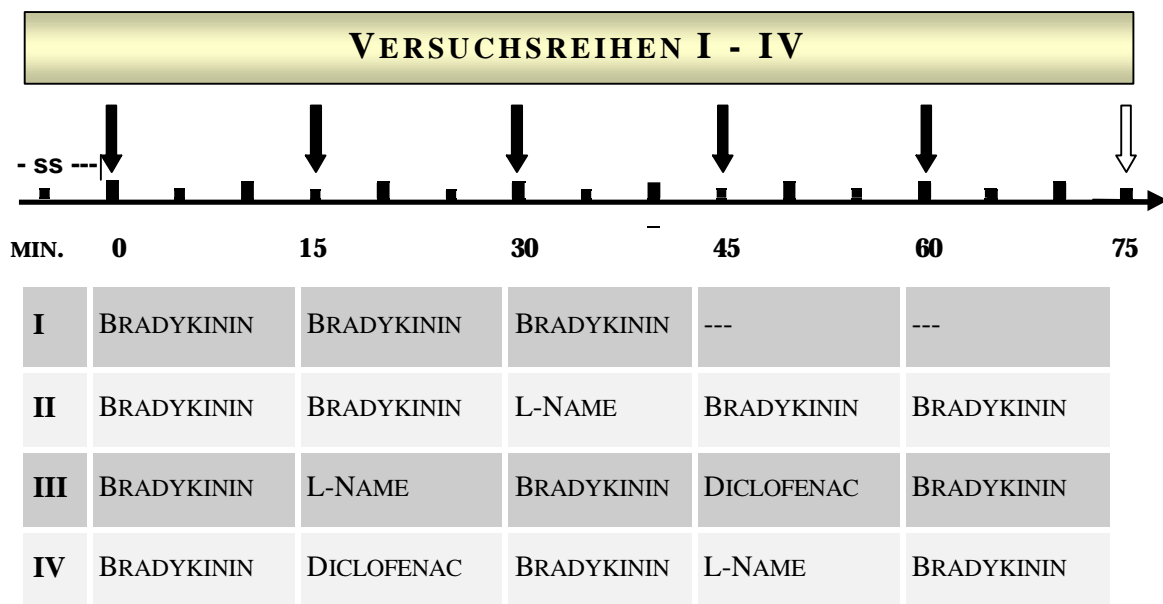 VERSUCHSREIHEN I - IV
- ss ---
MIN. 0 15 30 45 60 75
I BRADYKININ BRADYKININ BRADYKININ --- ---
II BRADYKININ BRADYKININ L-NAME BRADYKININ BRADYKININ
III BRADYKININ L-NAME BRADYKININ DICLOFENAC BRADYKININ
IV BRADYKININ DICLOFENAC BRADYKININ L-NAME BRADYKININ